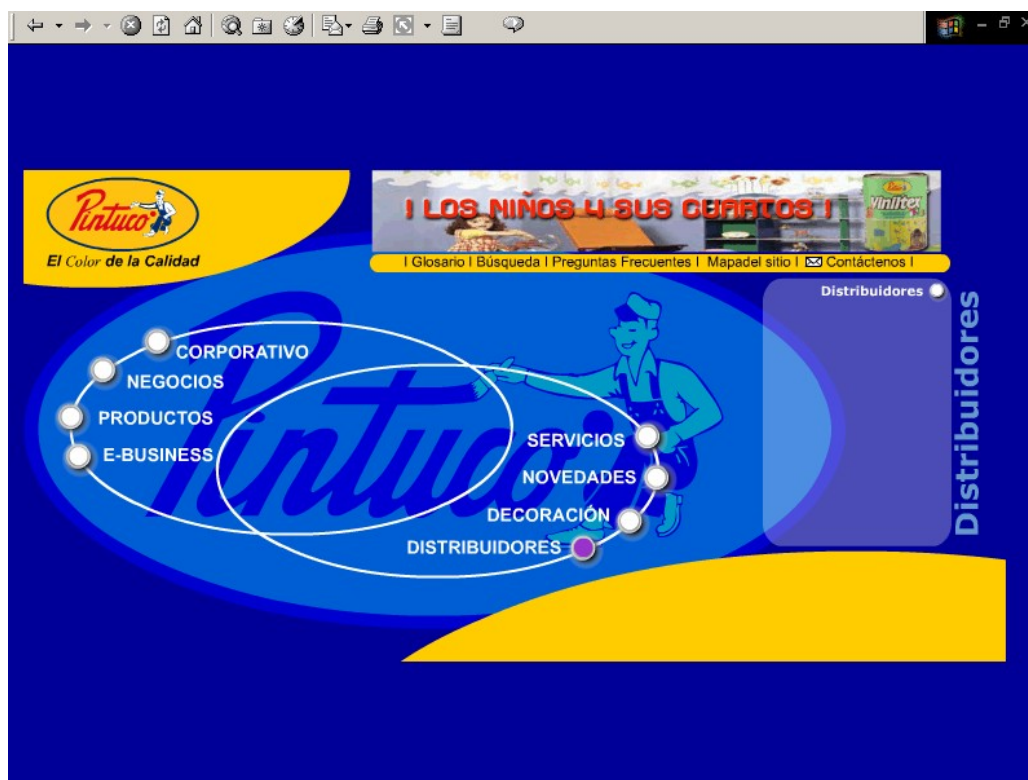 Pintuco
El Color de la Calidad
¡ LOS NIÑOS Y SUS CUARTOS !
Viniltex
I Glosario I Búsqueda I Preguntas Frecuentes I Mapadel sitio I Contáctenos I
Distribuidores
Distribuidores
Pintuco
CORPORATIVO
NEGOCIOS
PRODUCTOS
E-BUSINESS
SERVICIOS
NOVEDADES
DECORACIÓN
DISTRIBUIDORES